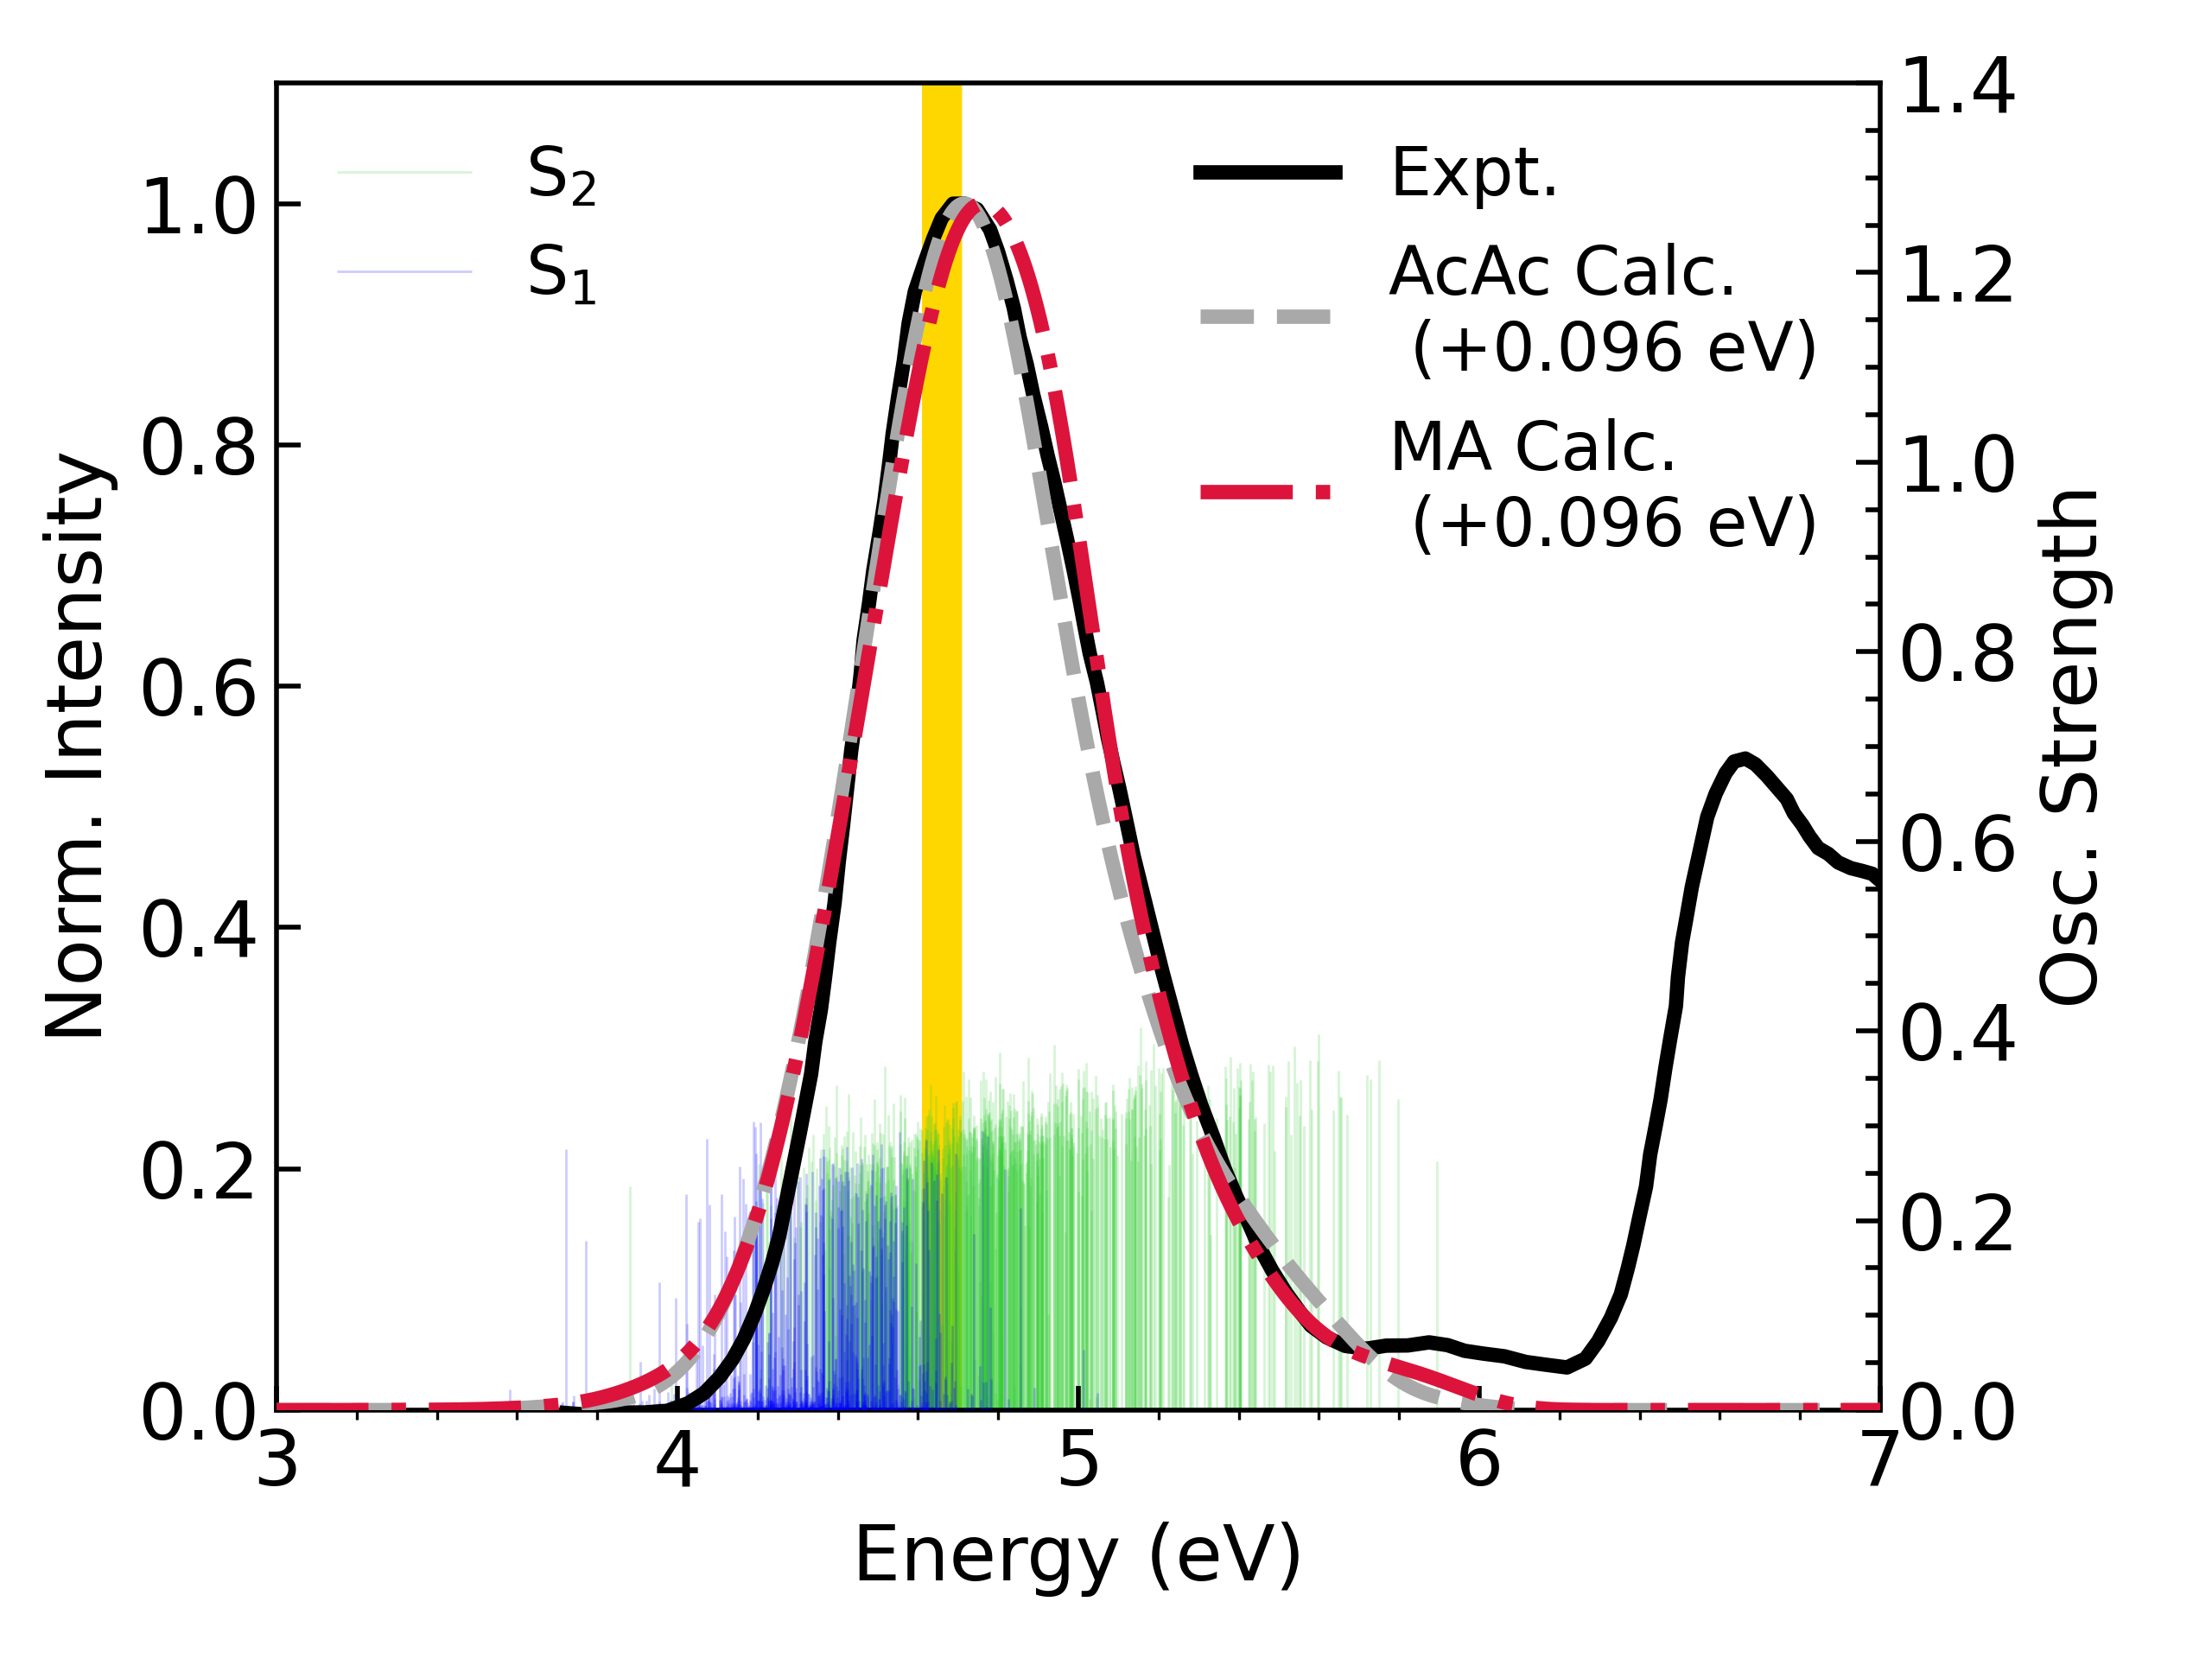 S₂
S₁
Expt.
AcAc Calc.
(+0.096 eV)
MA Calc.
(+0.096 eV)
Norm. Intensity
1.0
0.8
0.6
0.4
0.2
0.0
3
4
5
6
7
Energy (eV)
1.4
1.2
1.0
0.8
0.6
0.4
0.2
0.0
Osc. Strength